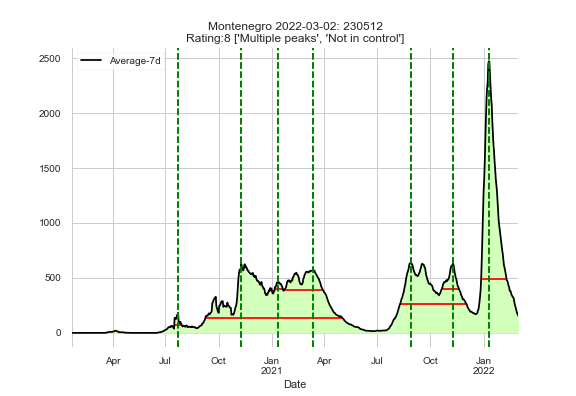 Montenegro 2022-03-02: 230512
Rating:8 ['Multiple peaks', 'Not in control']
Average-7d
2500
2000
1500
1000
500
0
Apr Jul Oct Jan Apr Jul Oct Jan
2021 2022
Date